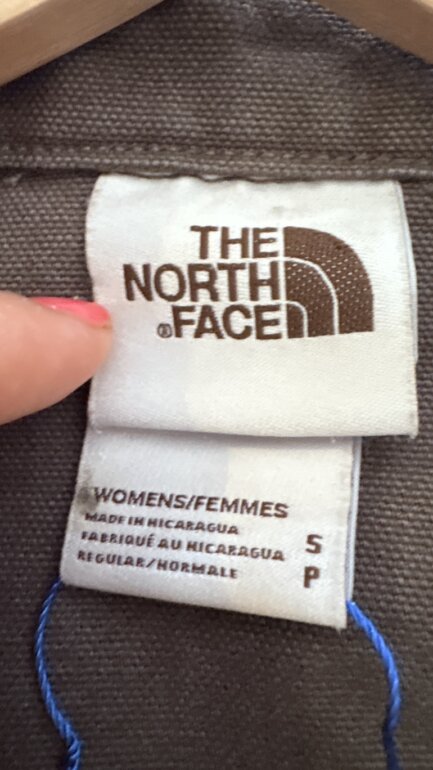 THE
NORTH
®FACE
WOMENS/FEMMES
MADE IN NICARAGUA
FABRIQUÉ AU NICARAGUA
REGULAR/NORMALE
S
P